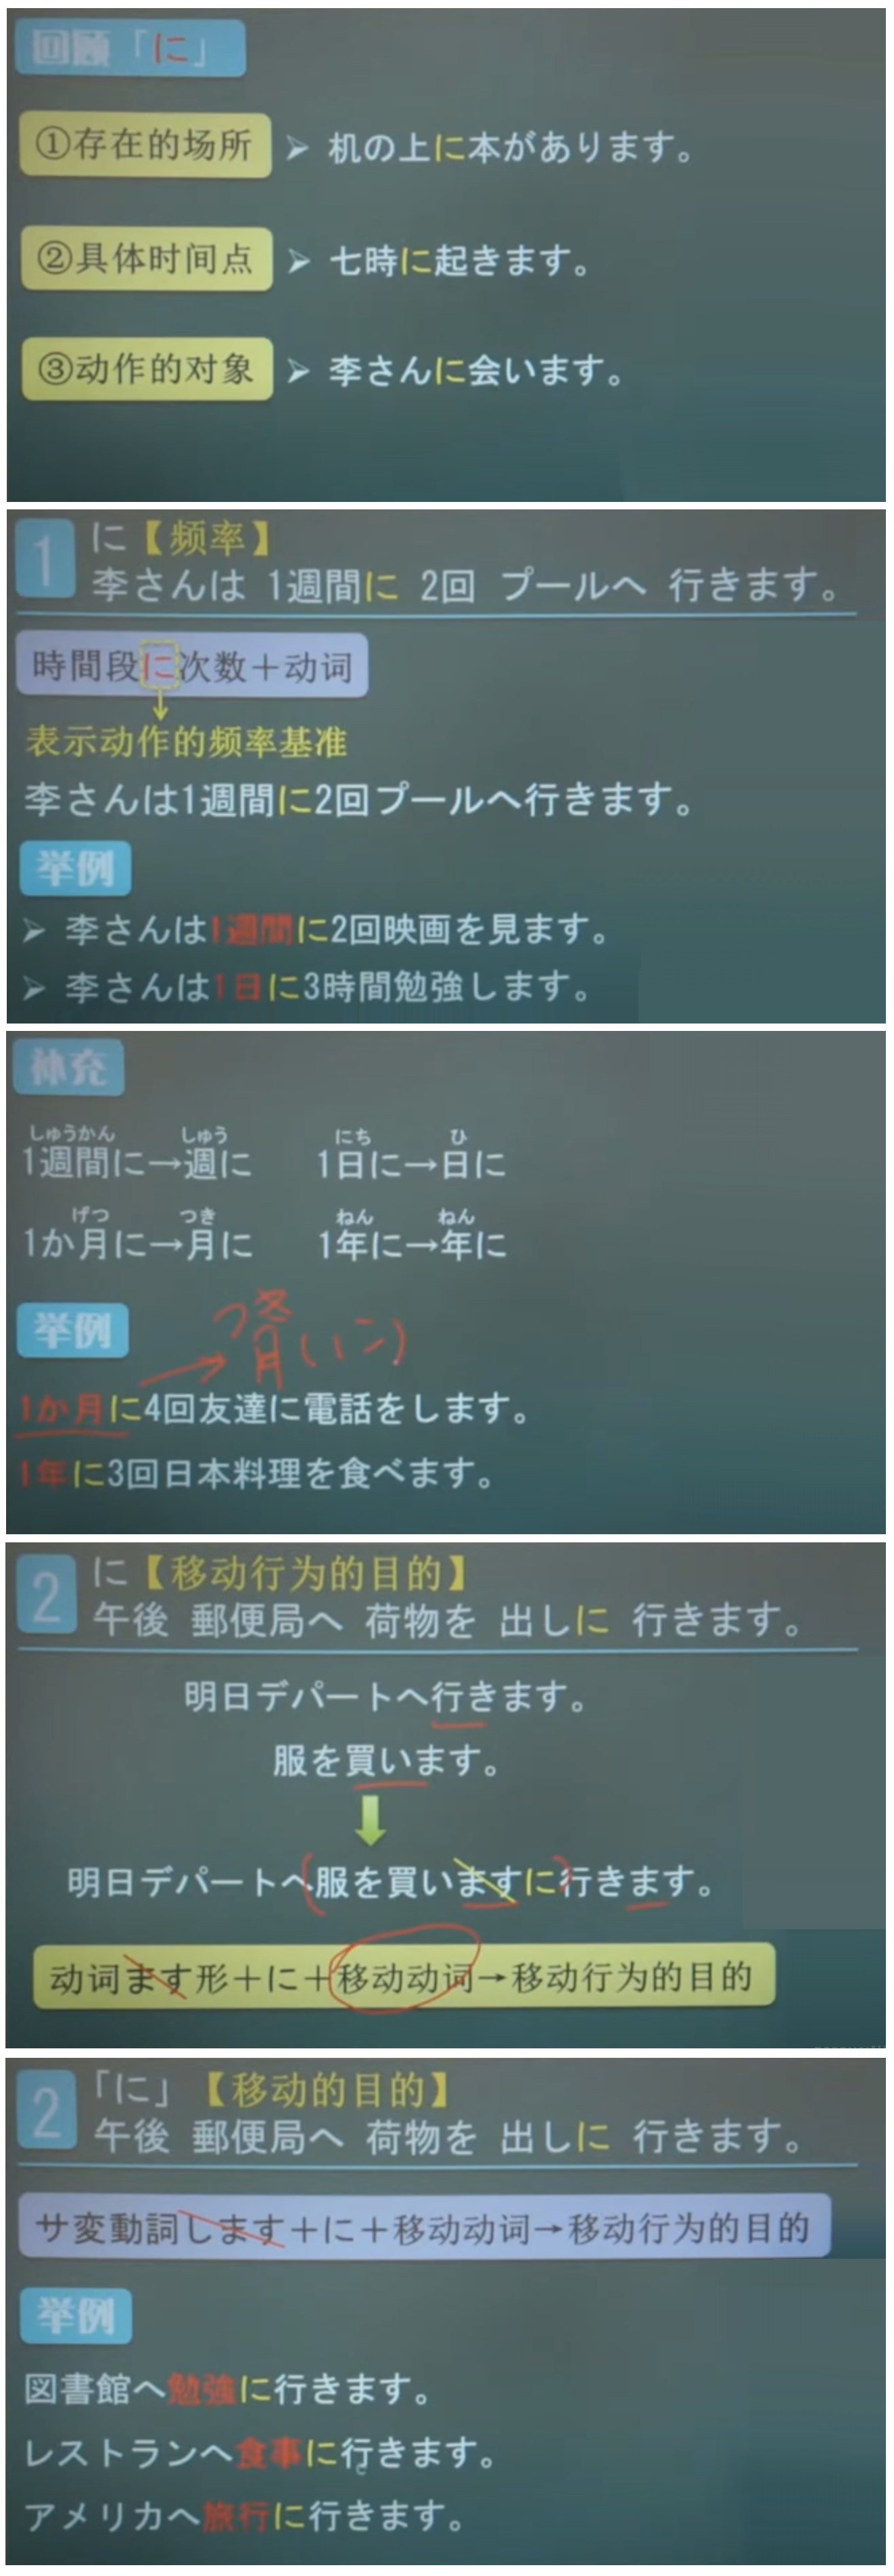 回顾「に」
①存在的场所 ➢ 机の上に本があります。
②具体时间点 ➢ 七時に起きます。
③动作的对象 ➢ 李さんに会います。
1 に【频率】
李さんは 1週間に 2回 プールへ 行きます。
時間段に次数＋动词
表示动作的频率基准
李さんは1週間に2回プールへ行きます。
举例
➢ 李さんは1週間に2回映画を見ます。
➢ 李さんは1日に3時間勉強します。
补充
しゅうかん しゅう にち ひ
1週間に→週に 1日に→日に
げつ つき ねん ねん
1か月に→月に 1年に→年に
举例
つき
→月(に)
1か月に4回友達に電話をします。
1年に3回日本料理を食べます。
2 に【移动行为的目的】
午後 郵便局へ 荷物を 出しに 行きます。
明日デパートへ行きます。
服を買います。
明日デパートへ(服を買いますに)行きます。
动词ます形＋に＋移动动词→移动行为的目的
2 「に」【移动的目的】
午後 郵便局へ 荷物を 出しに 行きます。
サ変動詞します＋に＋移动动词→移动行为的目的
举例
図書館へ勉強に行きます。
レストランへ食事に行きます。
アメリカへ旅行に行きます。